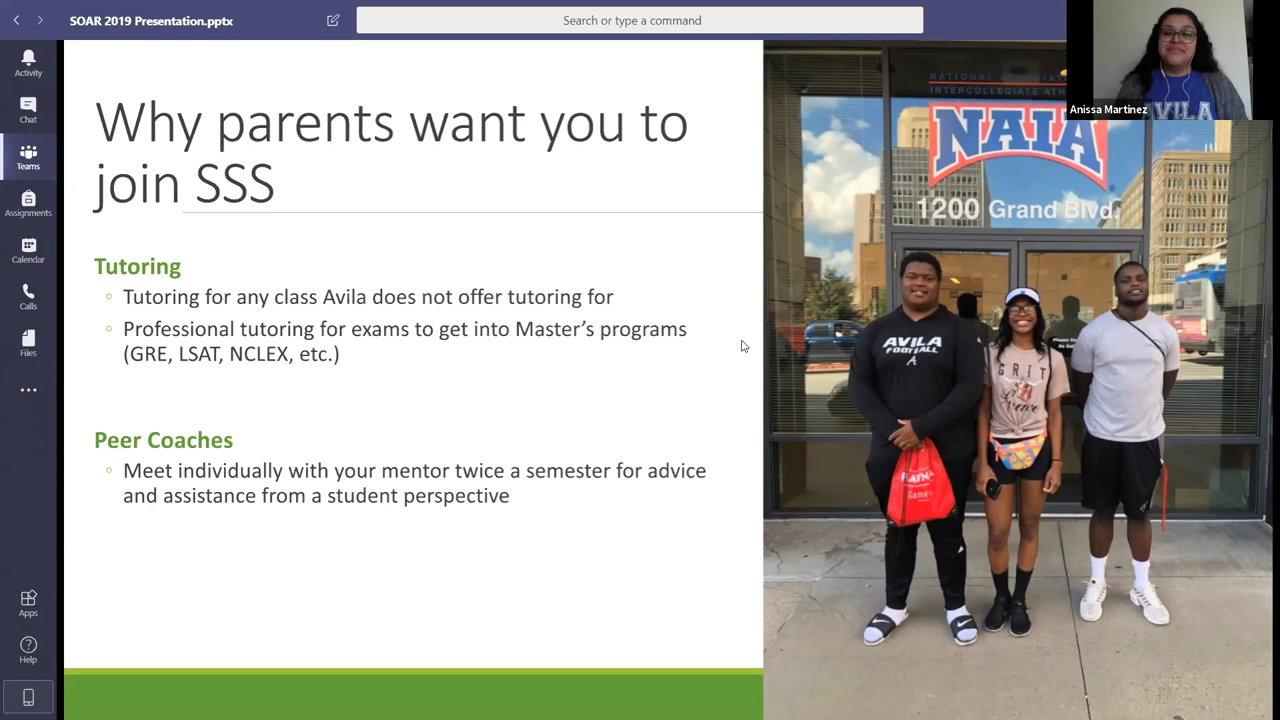 SOAR 2019 Presentation.pptx
Search or type a command
Activity
Chat
Teams
Assignments
Calendar
Calls
Files
Apps
Help
Why parents want you to
join SSS
Tutoring
Tutoring for any class Avila does not offer tutoring for
Professional tutoring for exams to get into Master’s programs
(GRE, LSAT, NCLEX, etc.)
Peer Coaches
Meet individually with your mentor twice a semester for advice
and assistance from a student perspective
Anissa Martinez
AVILA
NATIONAL
INTERCOLLEGIATE
NAIA
1200 Grand Blvd.
AVILA
FOOTBALL
A
GRIT
Game